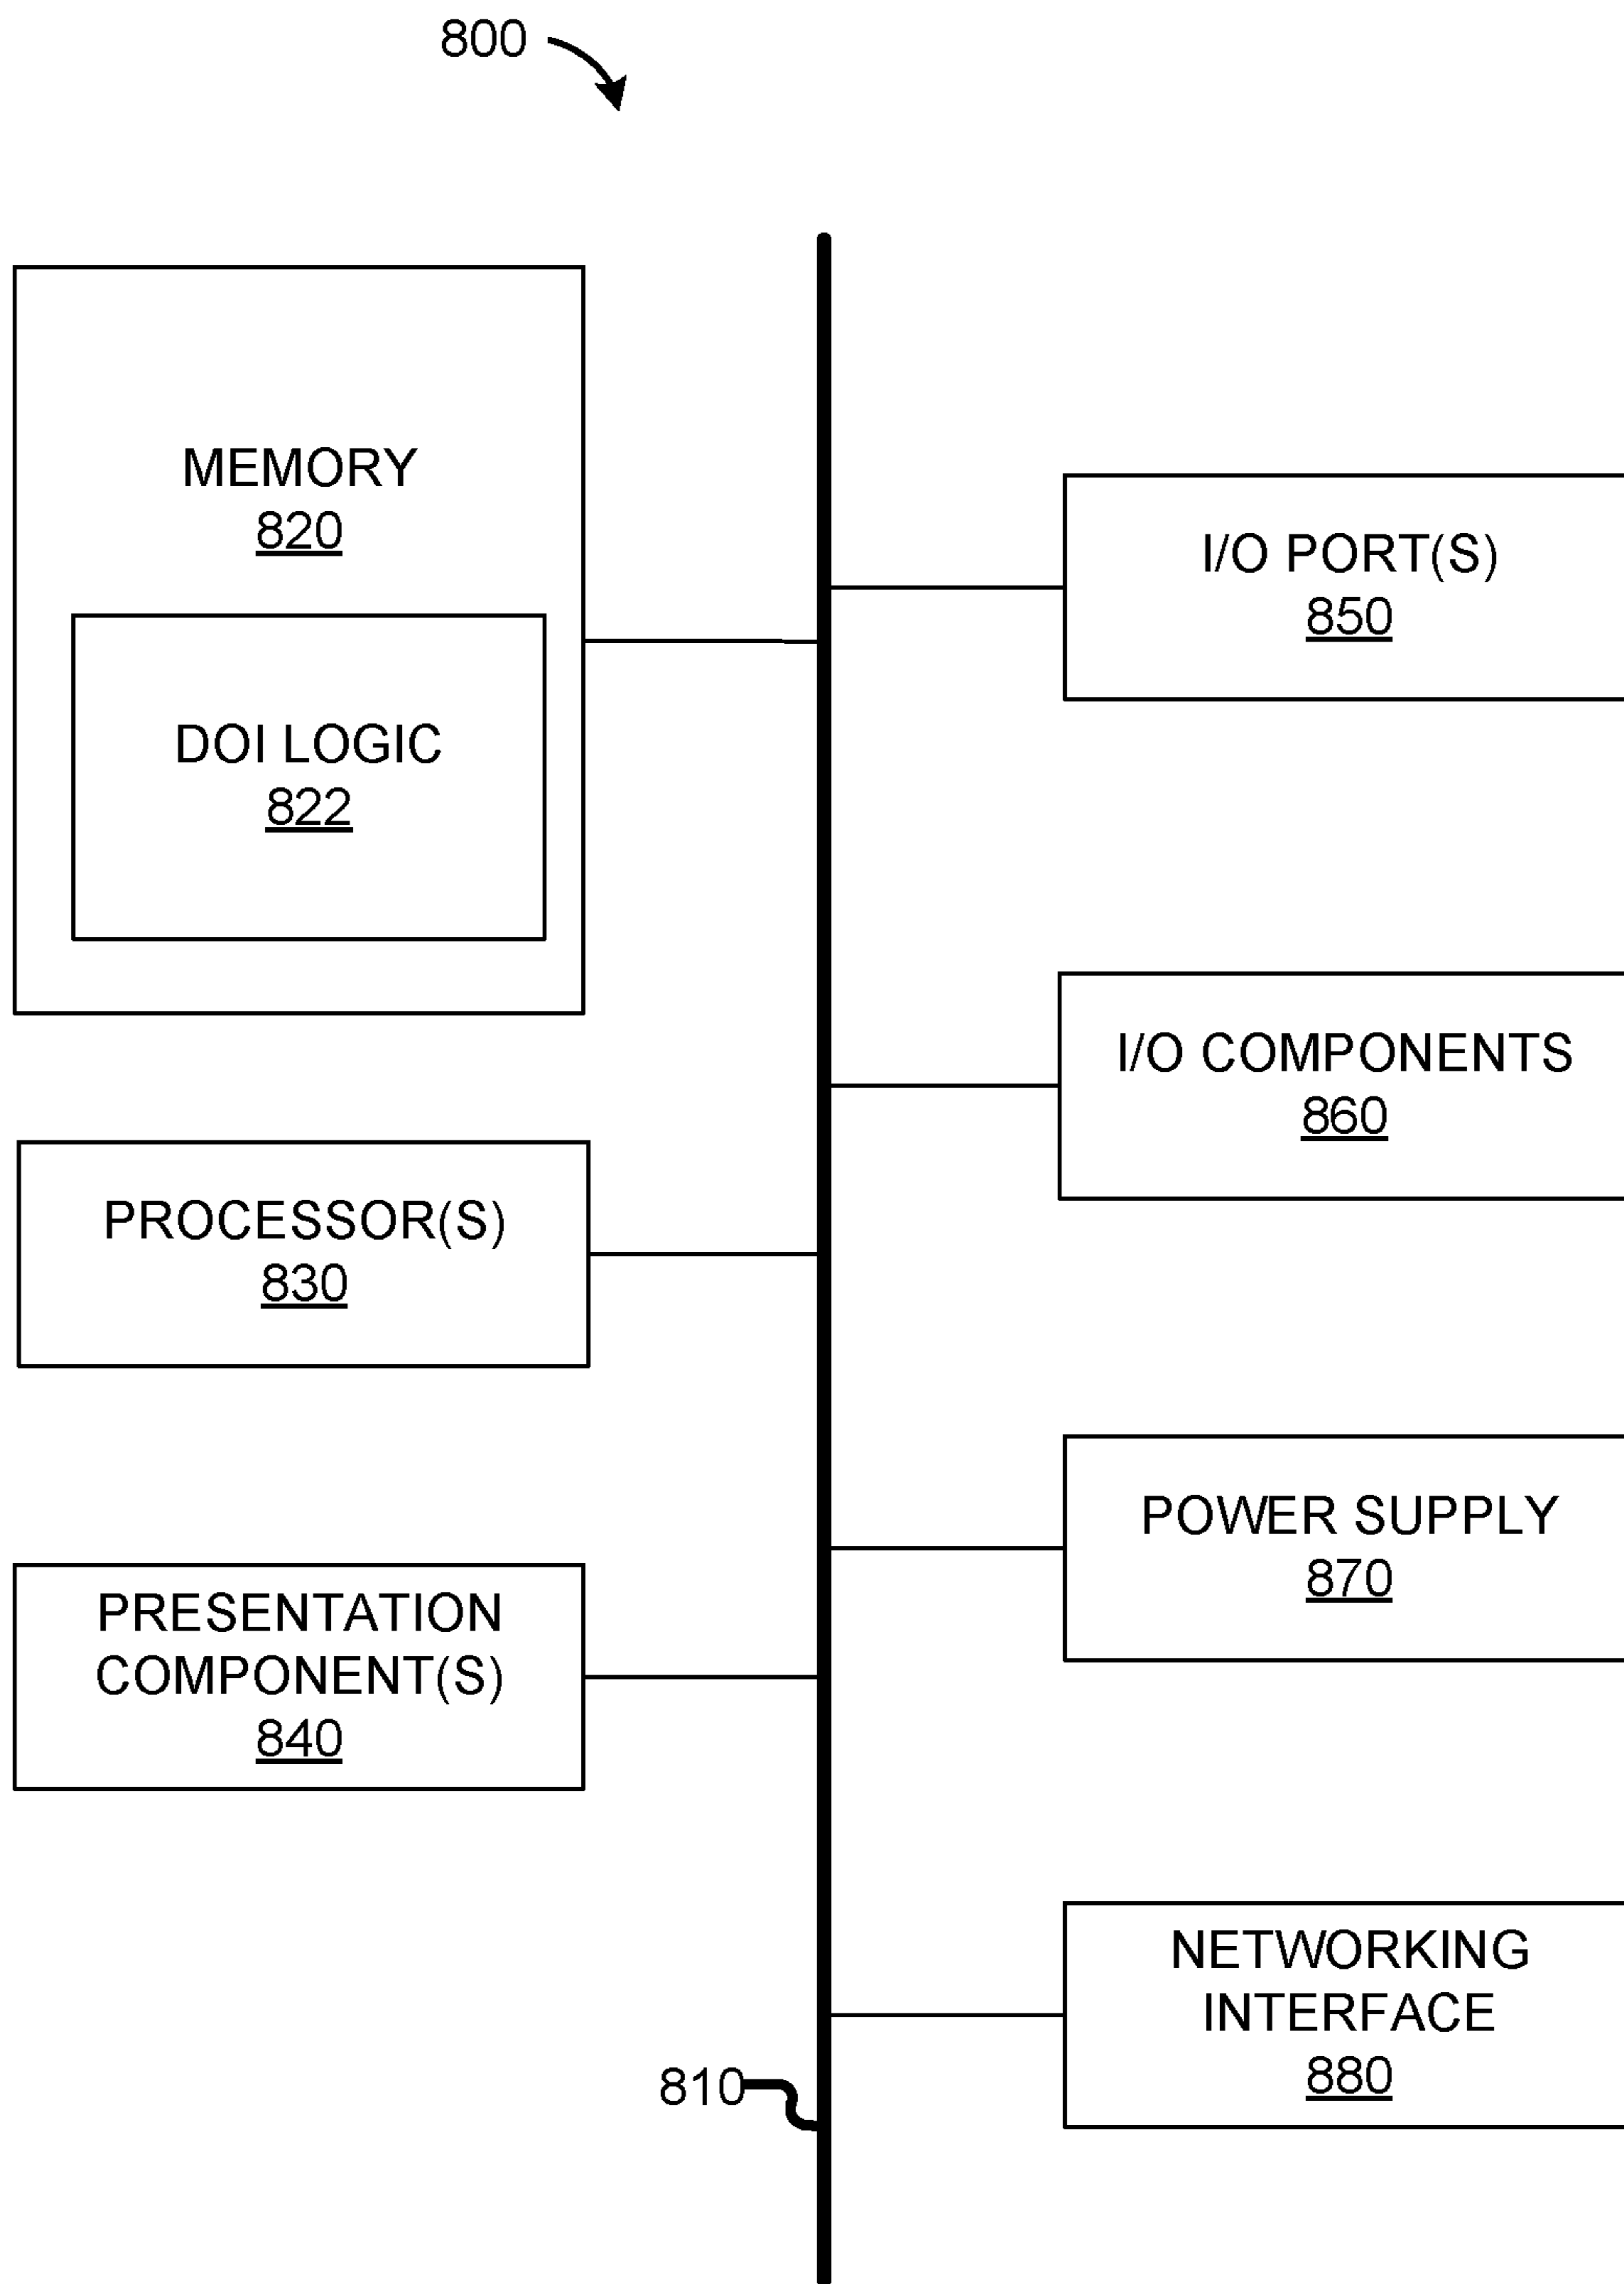 800
MEMORY
820
DOI LOGIC
822
PROCESSOR(S)
830
PRESENTATION
COMPONENT(S)
840
I/O PORT(S)
850
I/O COMPONENTS
860
POWER SUPPLY
870
NETWORKING
INTERFACE
880
810